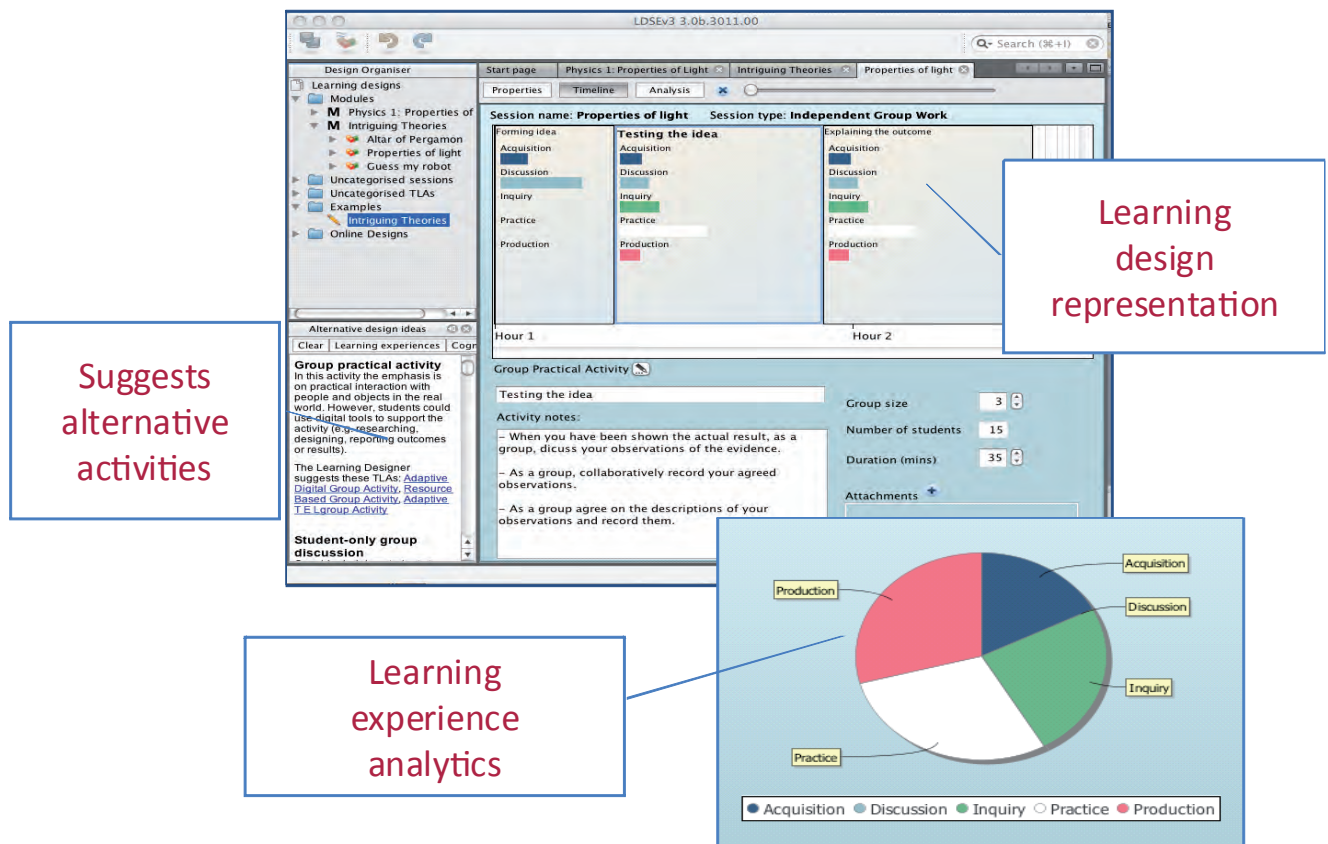 LDSEv3 3.0b.3011.00
Search (⌘+I)
Design Organiser
Learning designs
Modules
M Physics 1: Properties of
M Intriguing Theories
Altar of Pergamon
Properties of light
Guess my robot
Uncategorised sessions
Uncategorised TLAs
Examples
Intriguing Theories
Online Designs
Start page
Physics 1: Properties of Light
Intriguing Theories
Properties of light
Properties
Timeline
Analysis
Session name: Properties of light Session type: Independent Group Work
Forming idea
Acquisition
Discussion
Inquiry
Practice
Production
Testing the idea
Acquisition
Discussion
Inquiry
Practice
Production
Explaining the outcome
Acquisition
Discussion
Inquiry
Practice
Production
Hour 1
Hour 2
Learning
design
representation
Suggests
alternative
activities
Alternative design ideas
Clear
Learning experiences
Cogn
Group practical activity
In this activity the emphasis is
on practical interaction with
people and objects in the real
world. However, students could
use digital tools to support the
activity (e.g. researching,
designing, reporting outcomes
or results).
The Learning Designer
suggests these TLAs: Adaptive
Digital Group Activity, Resource
Based Group Activity, Adaptive
T E Lgroup Activity
Student-only group
discussion
Group Practical Activity
Testing the idea
Activity notes:
– When you have been shown the actual result, as a
group, dicuss your observations of the evidence.
– As a group, collaboratively record your agreed
observations.
– As a group agree on the descriptions of your
observations and record them.
Group size 3
Number of students 15
Duration (mins) 35
Attachments
Learning
experience
analytics
Acquisition
Discussion
Inquiry
Practice
Production
Acquisition Discussion Inquiry Practice Production